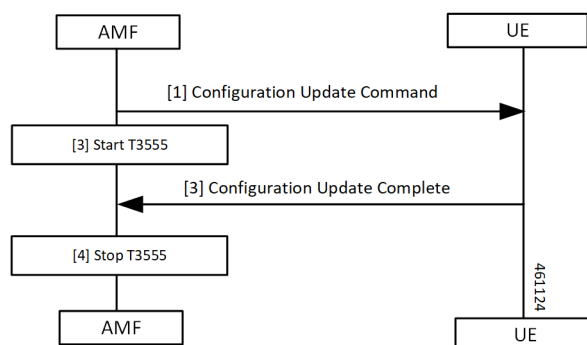 AMF
UE
[1] Configuration Update Command
[3] Start T3555
[3] Configuration Update Complete
[4] Stop T3555
461124
AMF
UE